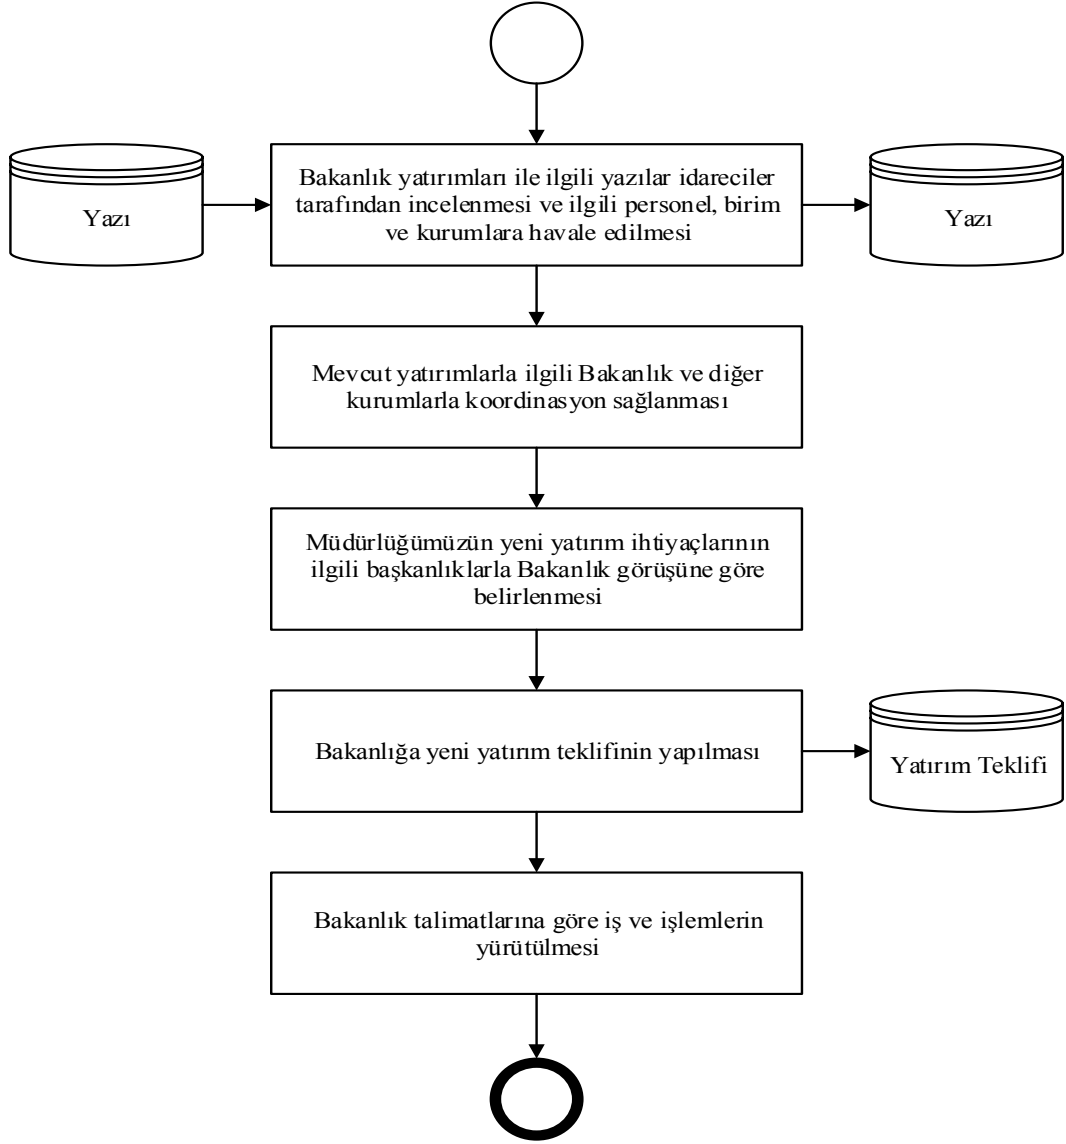 Yazı
Bakanlık yatırımları ile ilgili yazılar idareciler
tarafından incelenmesi ve ilgili personel, birim
ve kurumlara havale edilmesi
Yazı
Mevcut yatırımlarla ilgili Bakanlık ve diğer
kurumlarla koordinasyon sağlanması
Müdürlüğümüzün yeni yatırım ihtiyaçlarının
ilgili başkanlıklarla Bakanlık görüşüne göre
belirlenmesi
Bakanlığa yeni yatırım teklifinin yapılması
Yatırım Teklifi
Bakanlık talimatlarına göre iş ve işlemlerin
yürütülmesi